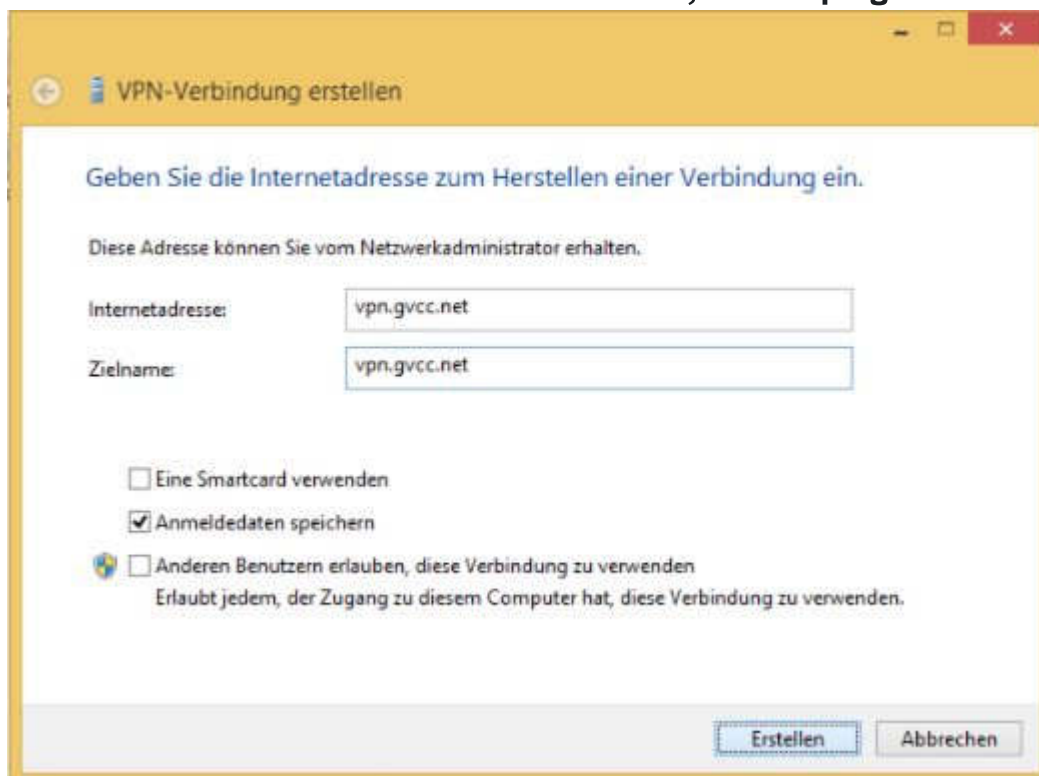 VPN-Verbindung erstellen
Geben Sie die Internetadresse zum Herstellen einer Verbindung ein.
Diese Adresse können Sie vom Netzwerkadministrator erhalten.
Internetadresse: vpn.gvcc.net
Zielname: vpn.gvcc.net
Eine Smartcard verwenden
Anmeldedaten speichern
Anderen Benutzern erlauben, diese Verbindung zu verwenden
Erlaubt jedem, der Zugang zu diesem Computer hat, diese Verbindung zu verwenden.
Erstellen Abbrechen